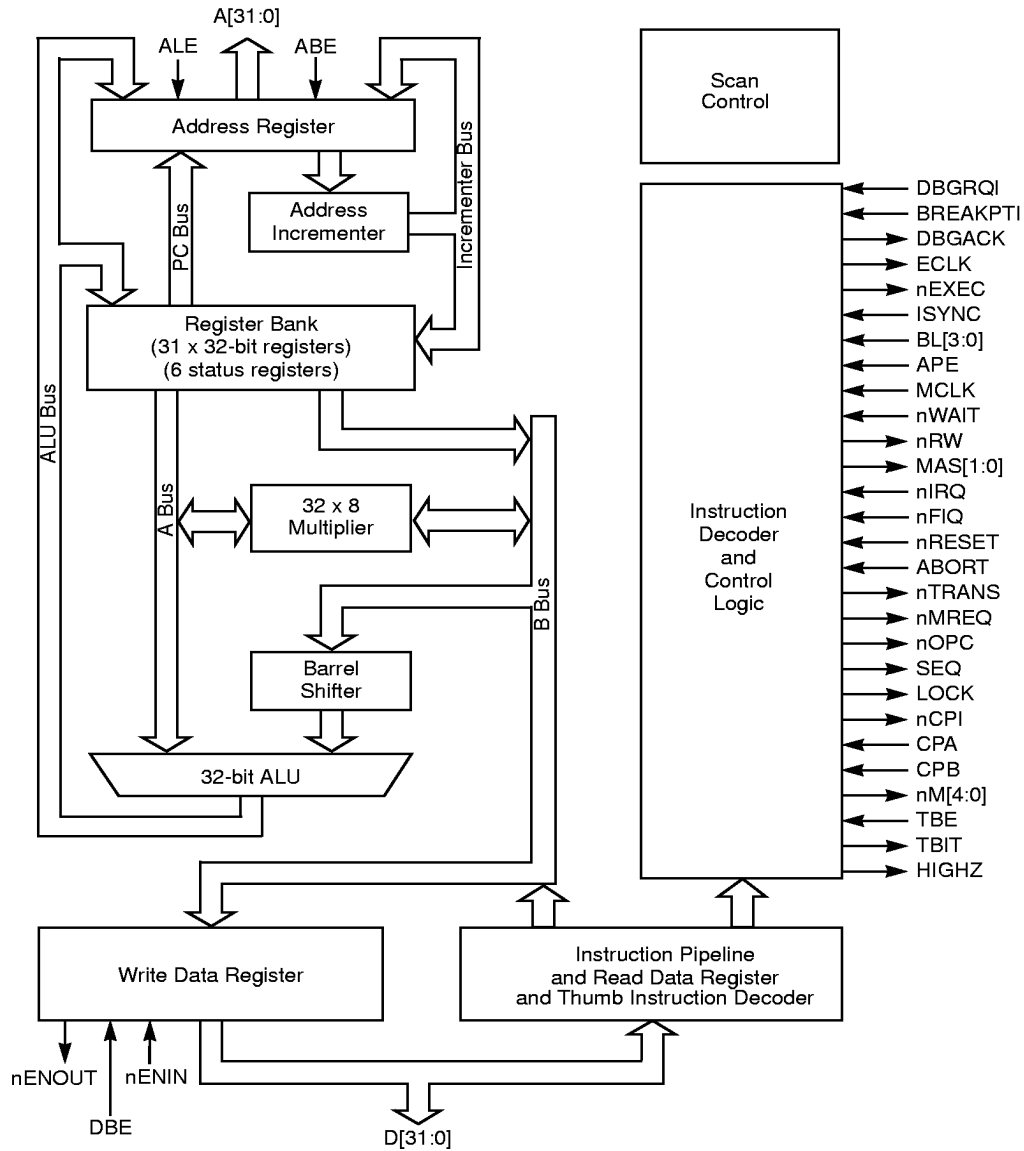 A[31:0]
ALE
ABE
Scan
Control
Address Register
Address
Incrementer
PC Bus
Incrementer Bus
Register Bank
(31 x 32-bit registers)
(6 status registers)
ALU Bus
A Bus
32 x 8
Multiplier
B Bus
Barrel
Shifter
32-bit ALU
Instruction
Decoder
and
Control
Logic
DBGRQI
BREAKPTI
DBGACK
ECLK
nEXEC
ISYNC
BL[3:0]
APE
MCLK
nWAIT
nRW
MAS[1:0]
nIRQ
nFIQ
nRESET
ABORT
nTRANS
nMREQ
nOPC
SEQ
LOCK
nCPI
CPA
CPB
nM[4:0]
TBE
TBIT
HIGHZ
Write Data Register
Instruction Pipeline
and Read Data Register
and Thumb Instruction Decoder
nENOUT
nENIN
DBE
D[31:0]